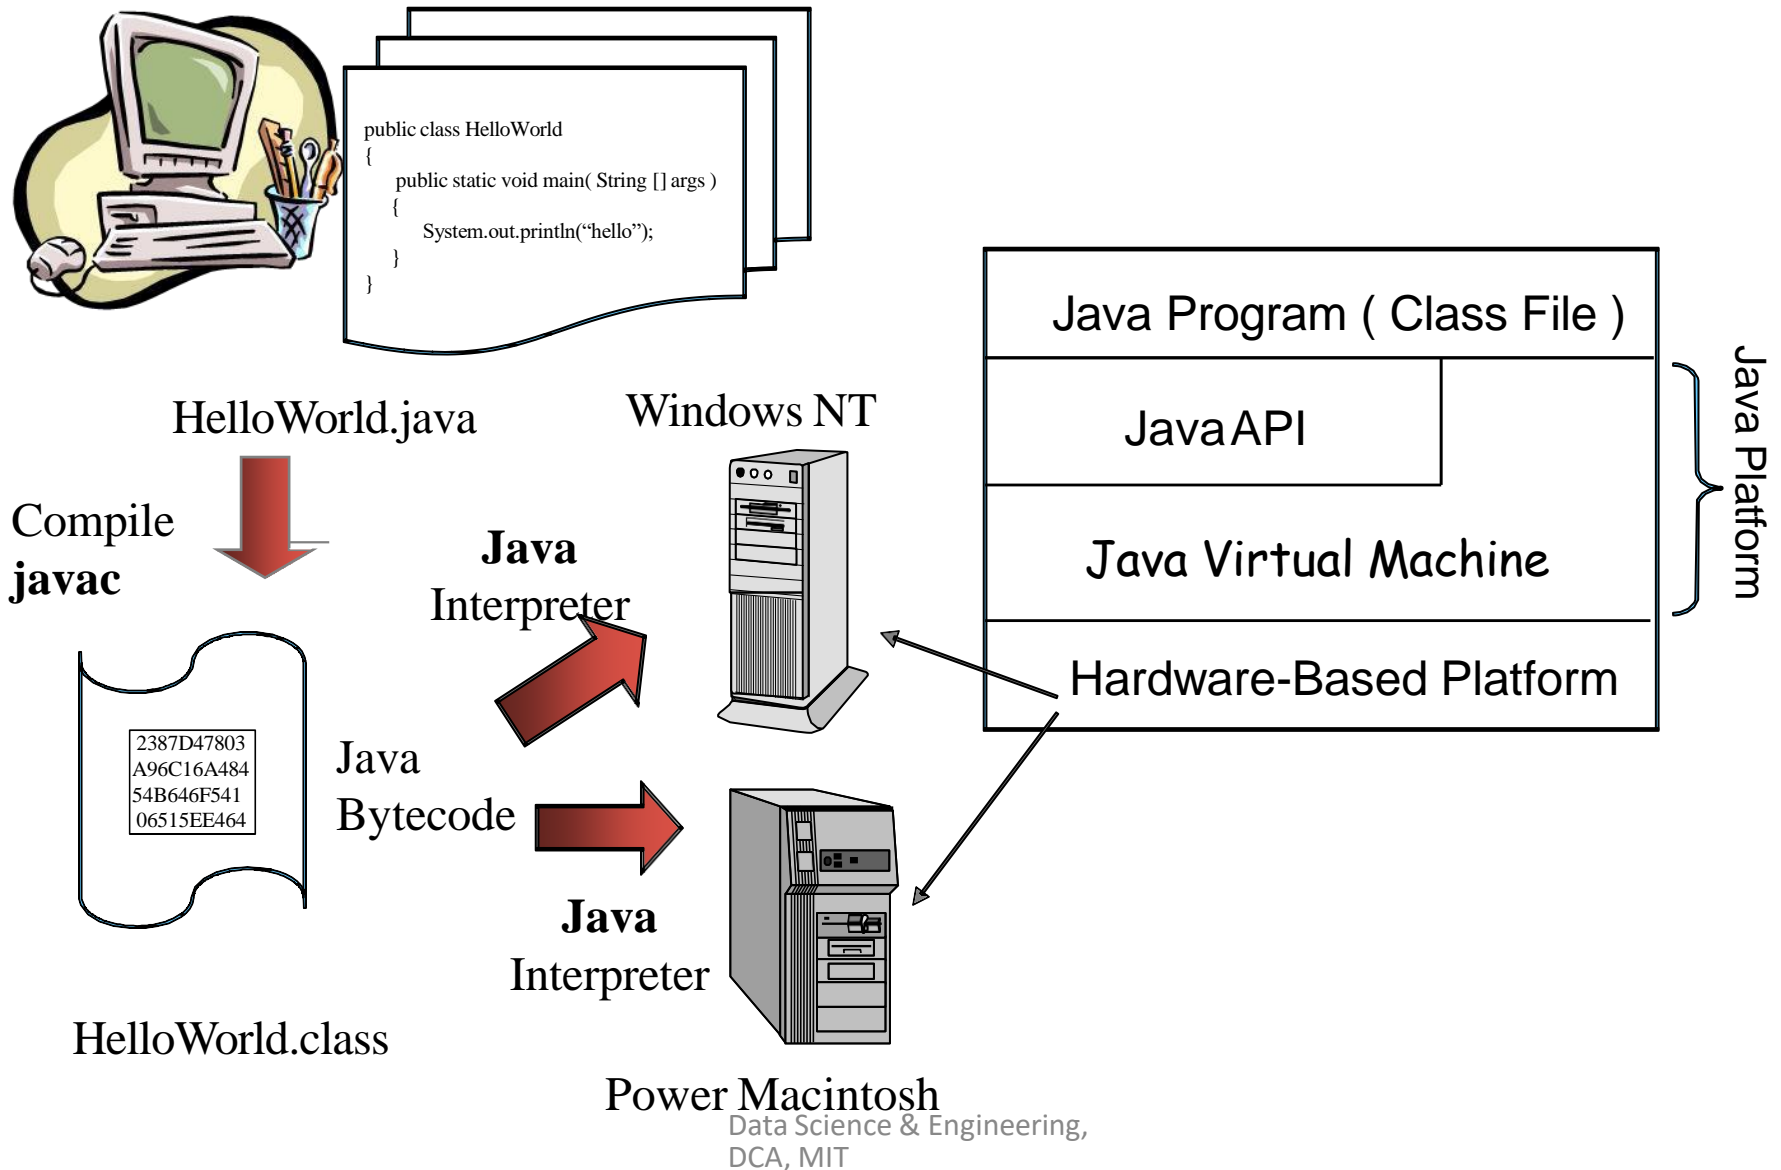 public class HelloWorld
{
public static void main( String [] args )
{
System.out.println(“hello”);
}
}
HelloWorld.java
Compile
javac
2387D47803
A96C16A484
54B646F541
06515EE464
Java
Bytecode
HelloWorld.class
Windows NT
Java
Interpreter
Java
Interpreter
Power Macintosh
Java Program ( Class File )
Java API
Java Virtual Machine
Hardware-Based Platform
Java Platform
Data Science & Engineering,
DCA, MIT